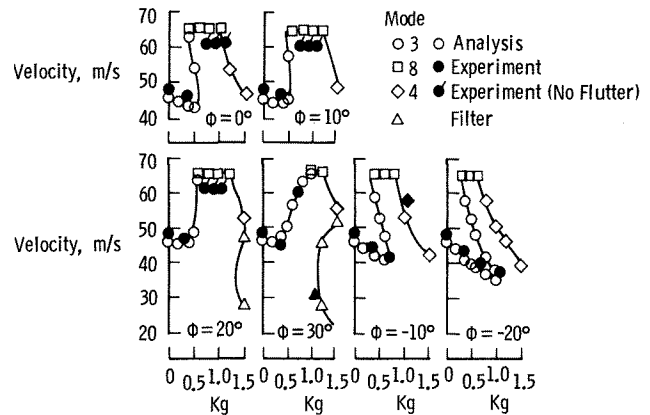 70
60
50
40
Velocity, m/s
Φ = 0°
Φ = 10°
Mode
3 Analysis
8 Experiment
4 Experiment (No Flutter)
Filter
70
60
50
40
30
20
Velocity, m/s
Φ = 20°
Φ = 30°
Φ = -10°
Φ = -20°
0 0.5 1.0 1.5
Kg
0 0.5 1.0 1.5
Kg
0 0.5 1.0 1.5
Kg
0 0.5 1.0 1.5
Kg